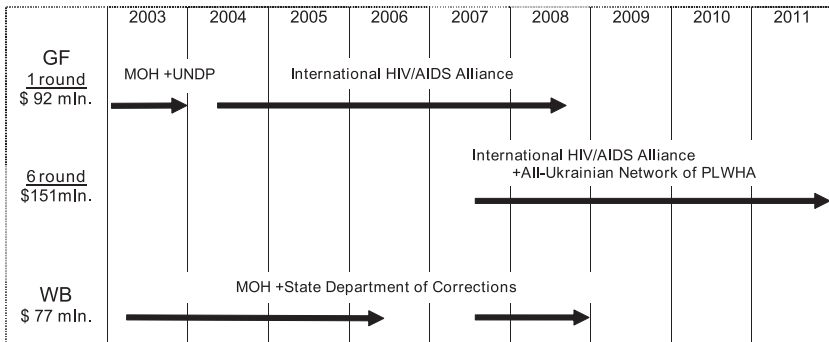 2003 2004 2005 2006 2007 2008 2009 2010 2011
GF
1 round
$ 92 mln.
MOH +UNDP
International HIV/AIDS Alliance
6 round
$151mln.
International HIV/AIDS Alliance
+All-Ukrainian Network of PLWHA
WB
$ 77 mln.
MOH +State Department of Corrections